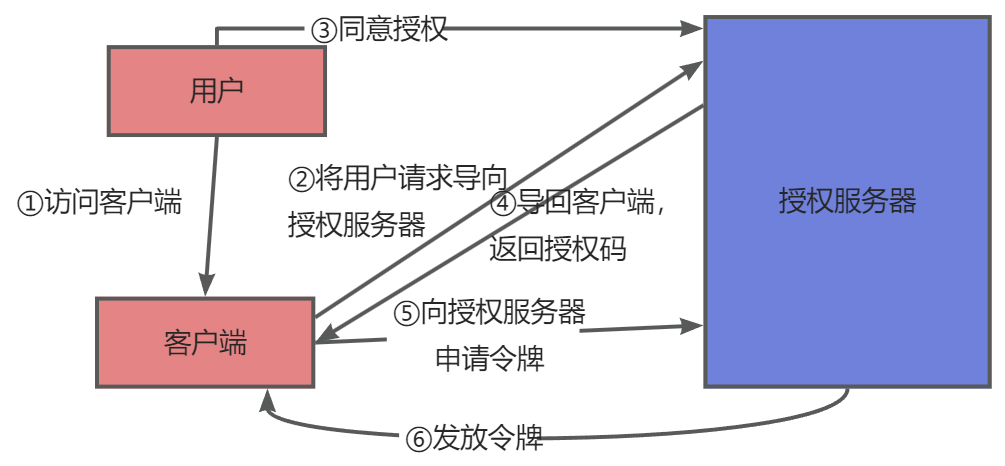 ③同意授权
用户
①访问客户端
②将用户请求导向
授权服务器
④导回客户端，
返回授权码
授权服务器
⑤向授权服务器
申请令牌
客户端
⑥发放令牌